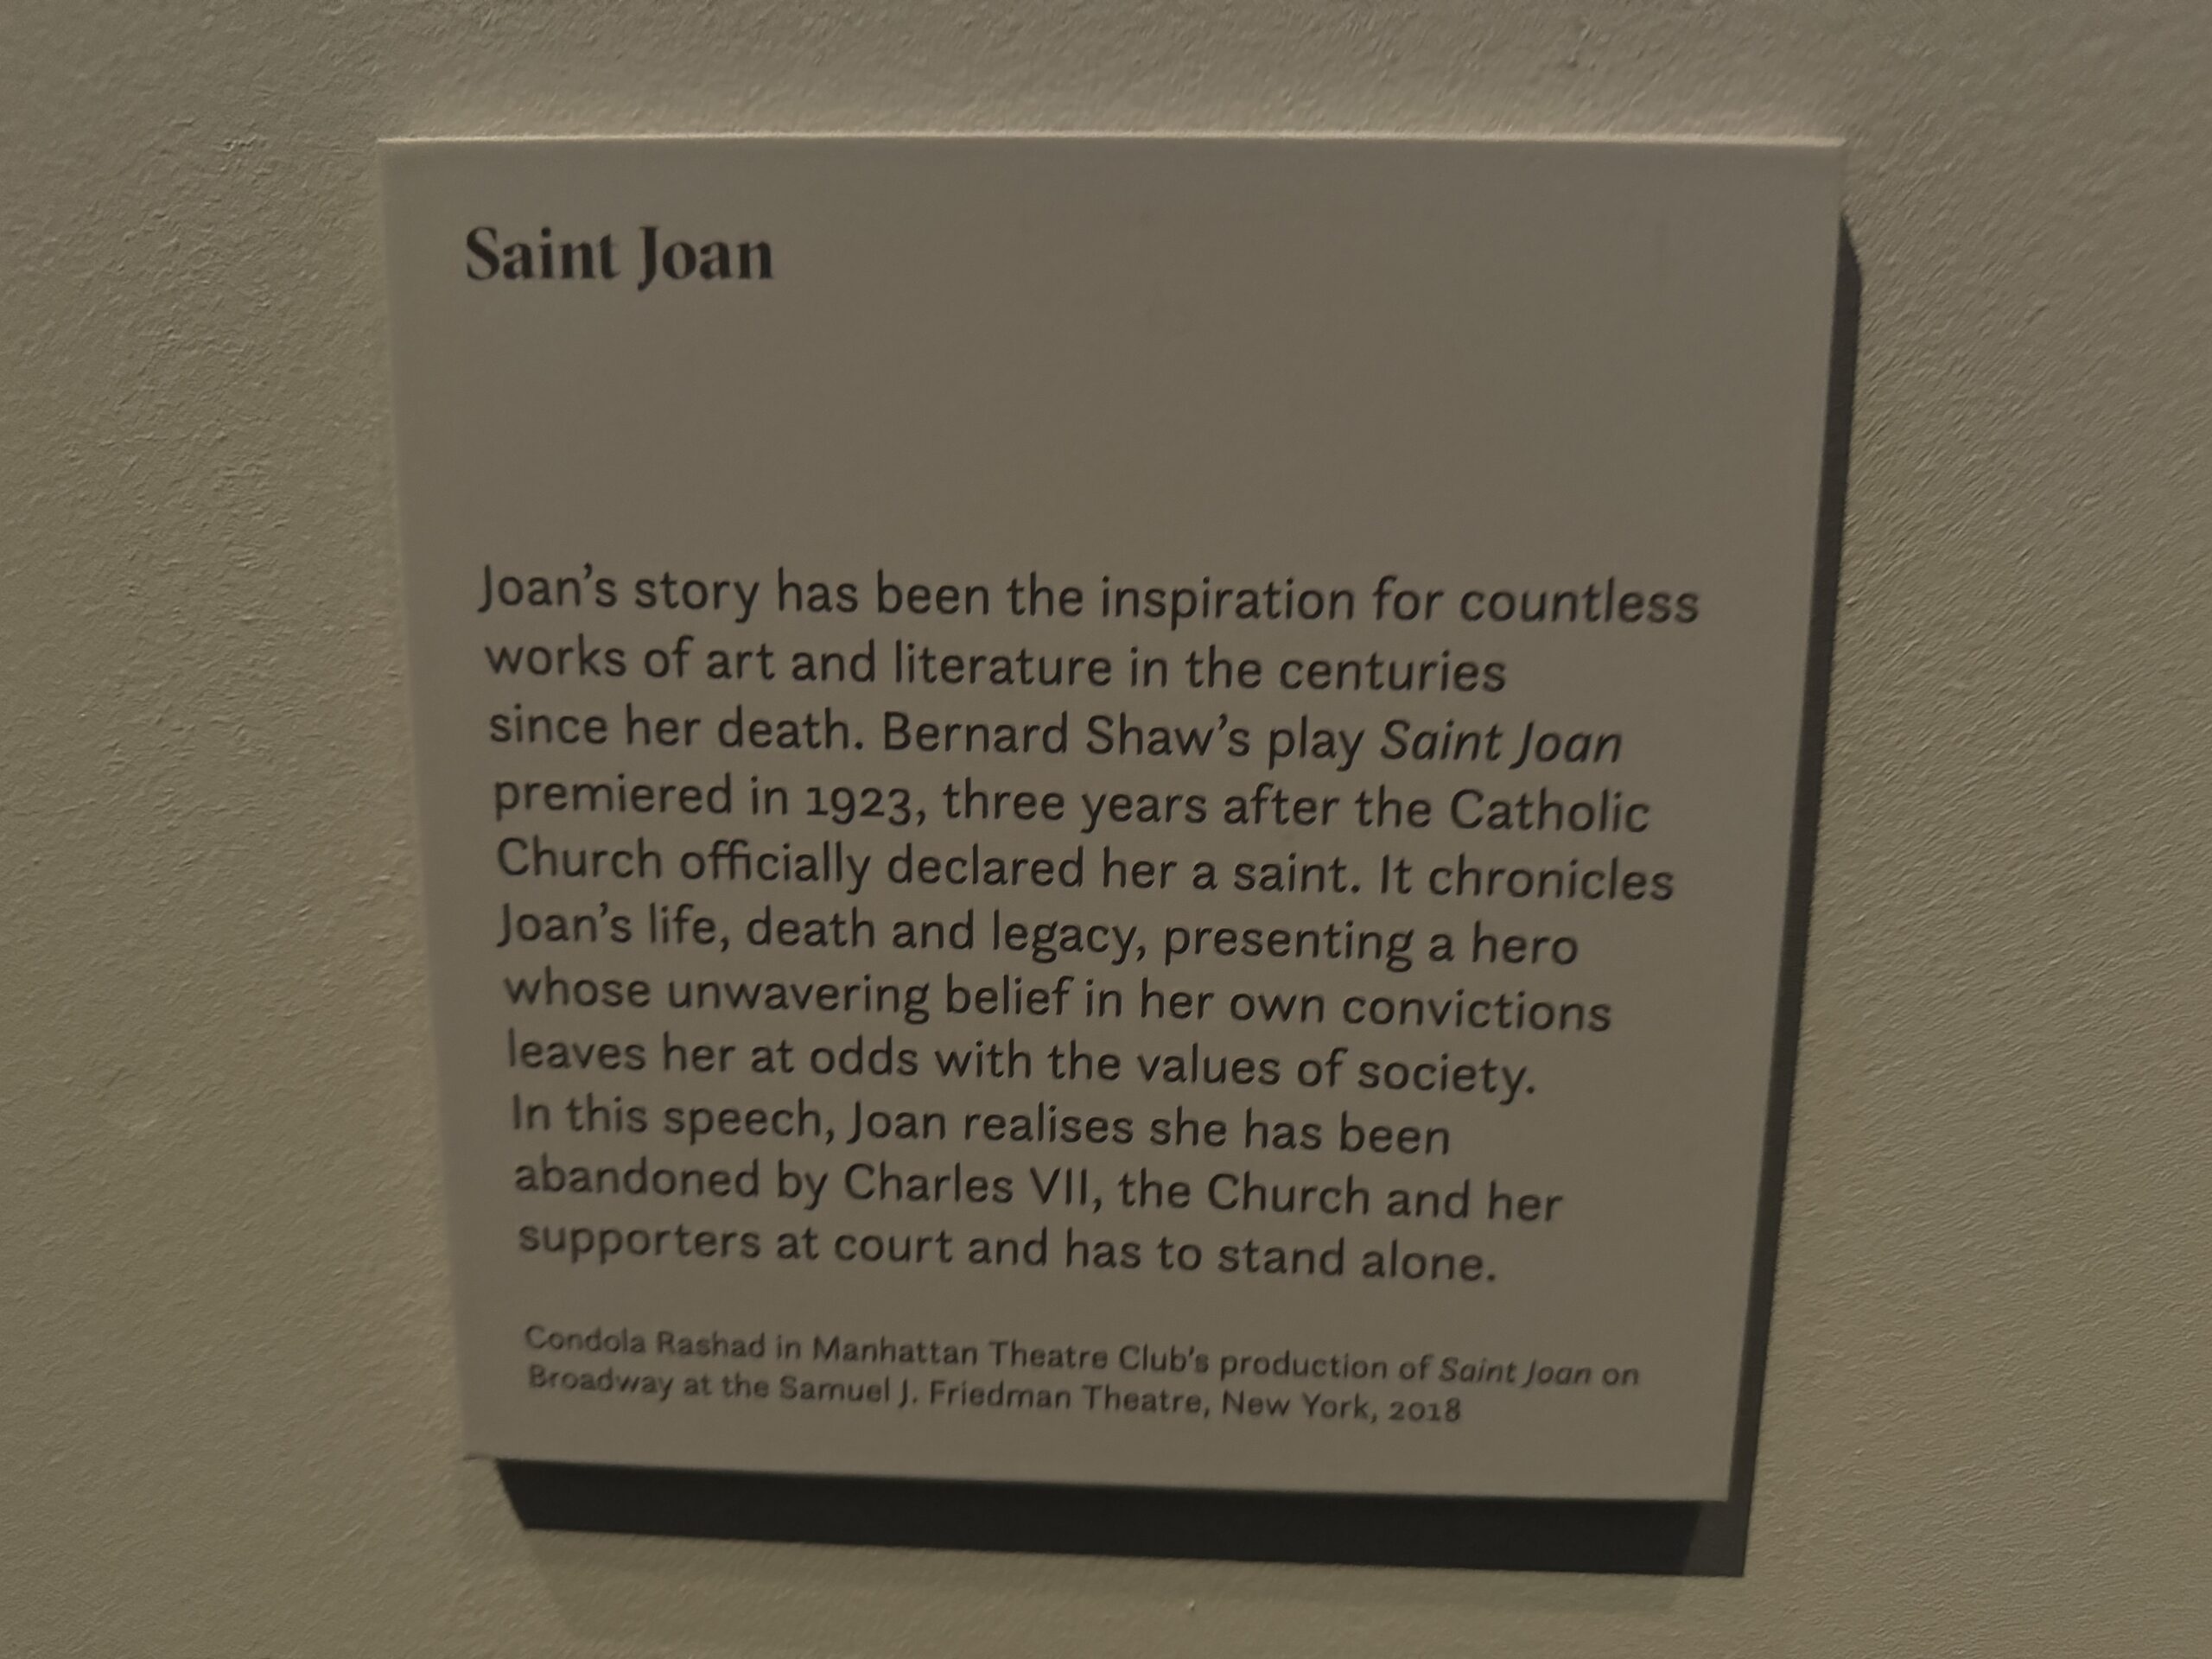 Saint Joan
Joan’s story has been the inspiration for countless
works of art and literature in the centuries
since her death. Bernard Shaw’s play Saint Joan
premiered in 1923, three years after the Catholic
Church officially declared her a saint. It chronicles
Joan’s life, death and legacy, presenting a hero
whose unwavering belief in her own convictions
leaves her at odds with the values of society.
In this speech, Joan realises she has been
abandoned by Charles VII, the Church and her
supporters at court and has to stand alone.
Condola Rashad in Manhattan Theatre Club’s production of Saint Joan on
Broadway at the Samuel J. Friedman Theatre, New York, 2018